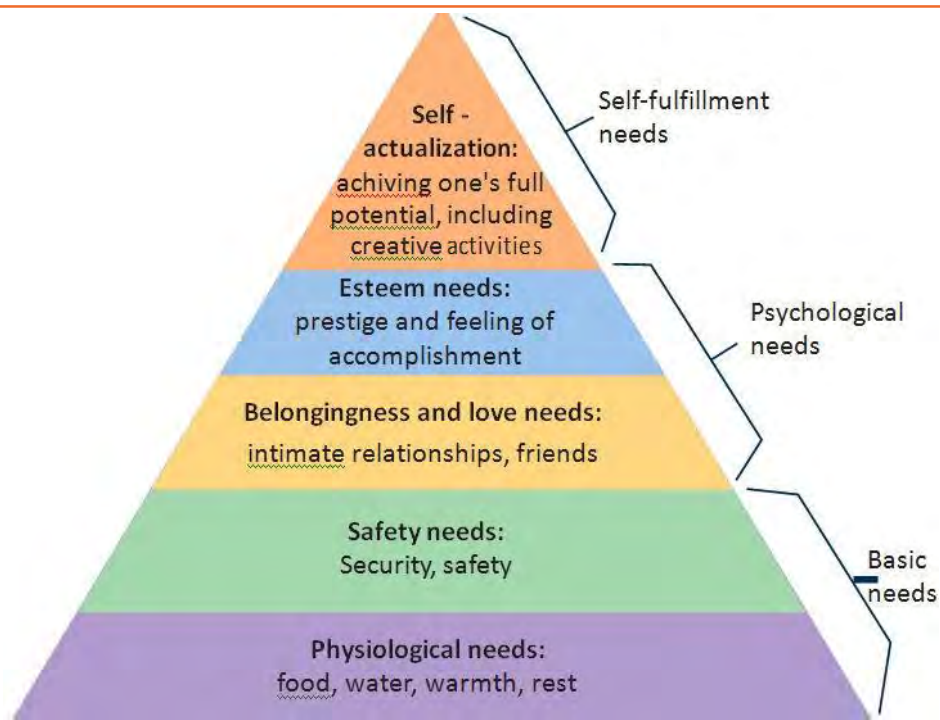 Self -
actualization:
achiving one's full
potential, including
creative activities
Self-fulfillment
needs
Esteem needs:
prestige and feeling of
accomplishment
Psychological
needs
Belongingness and love needs:
intimate relationships, friends
Safety needs:
Security, safety
Basic
needs
Physiological needs:
food, water, warmth, rest